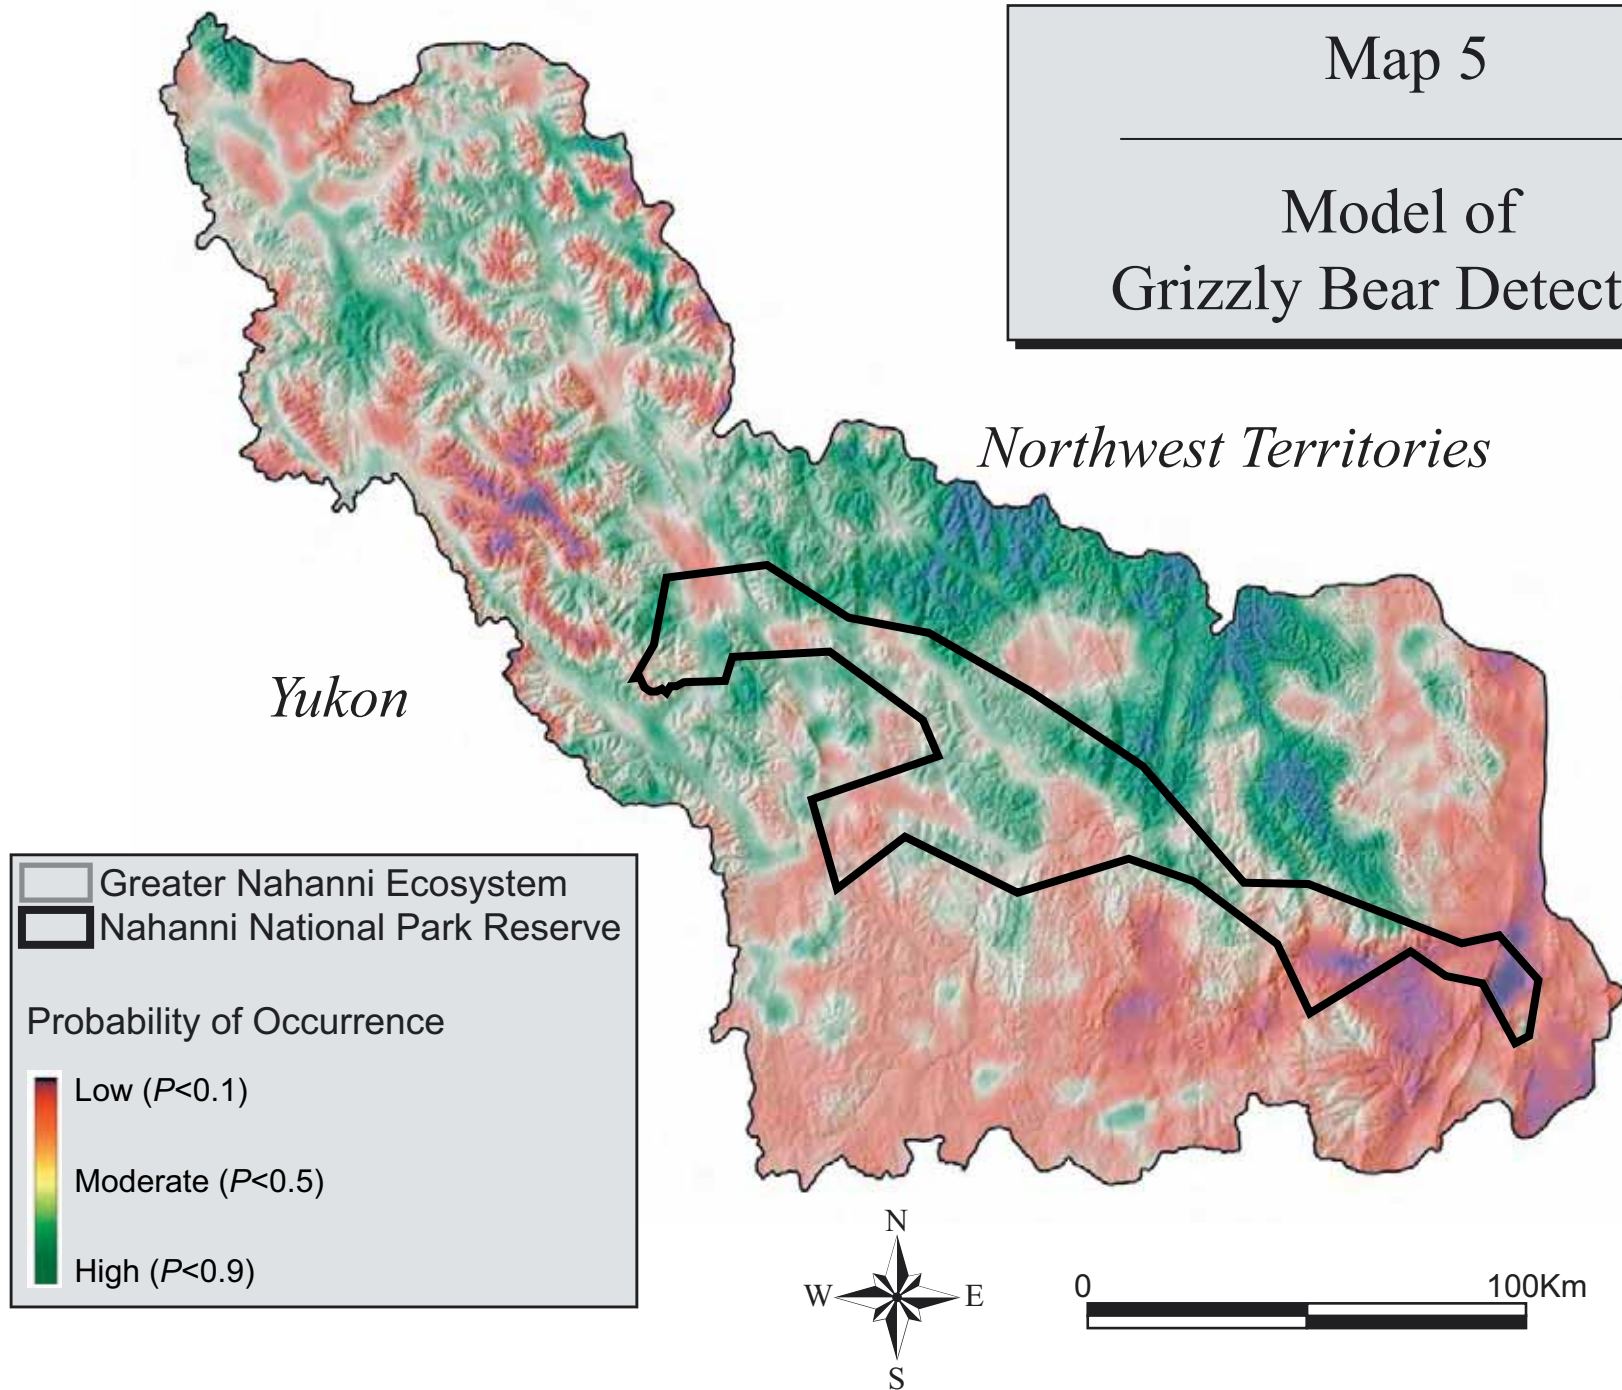 Map 5
Model of
Grizzly Bear Detect
Northwest Territories
Yukon
Greater Nahanni Ecosystem
Nahanni National Park Reserve
Probability of Occurrence
Low (P<0.1)
Moderate (P<0.5)
High (P<0.9)
N
W E
S
0 100Km